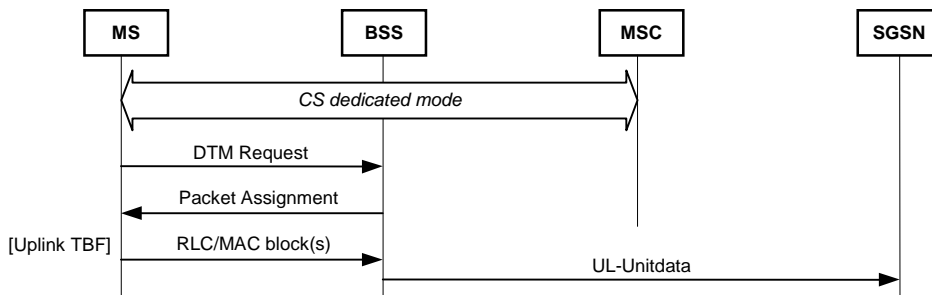 MS
BSS
MSC
SGSN
CS dedicated mode
DTM Request
Packet Assignment
[Uplink TBF]
RLC/MAC block(s)
UL-Unitdata